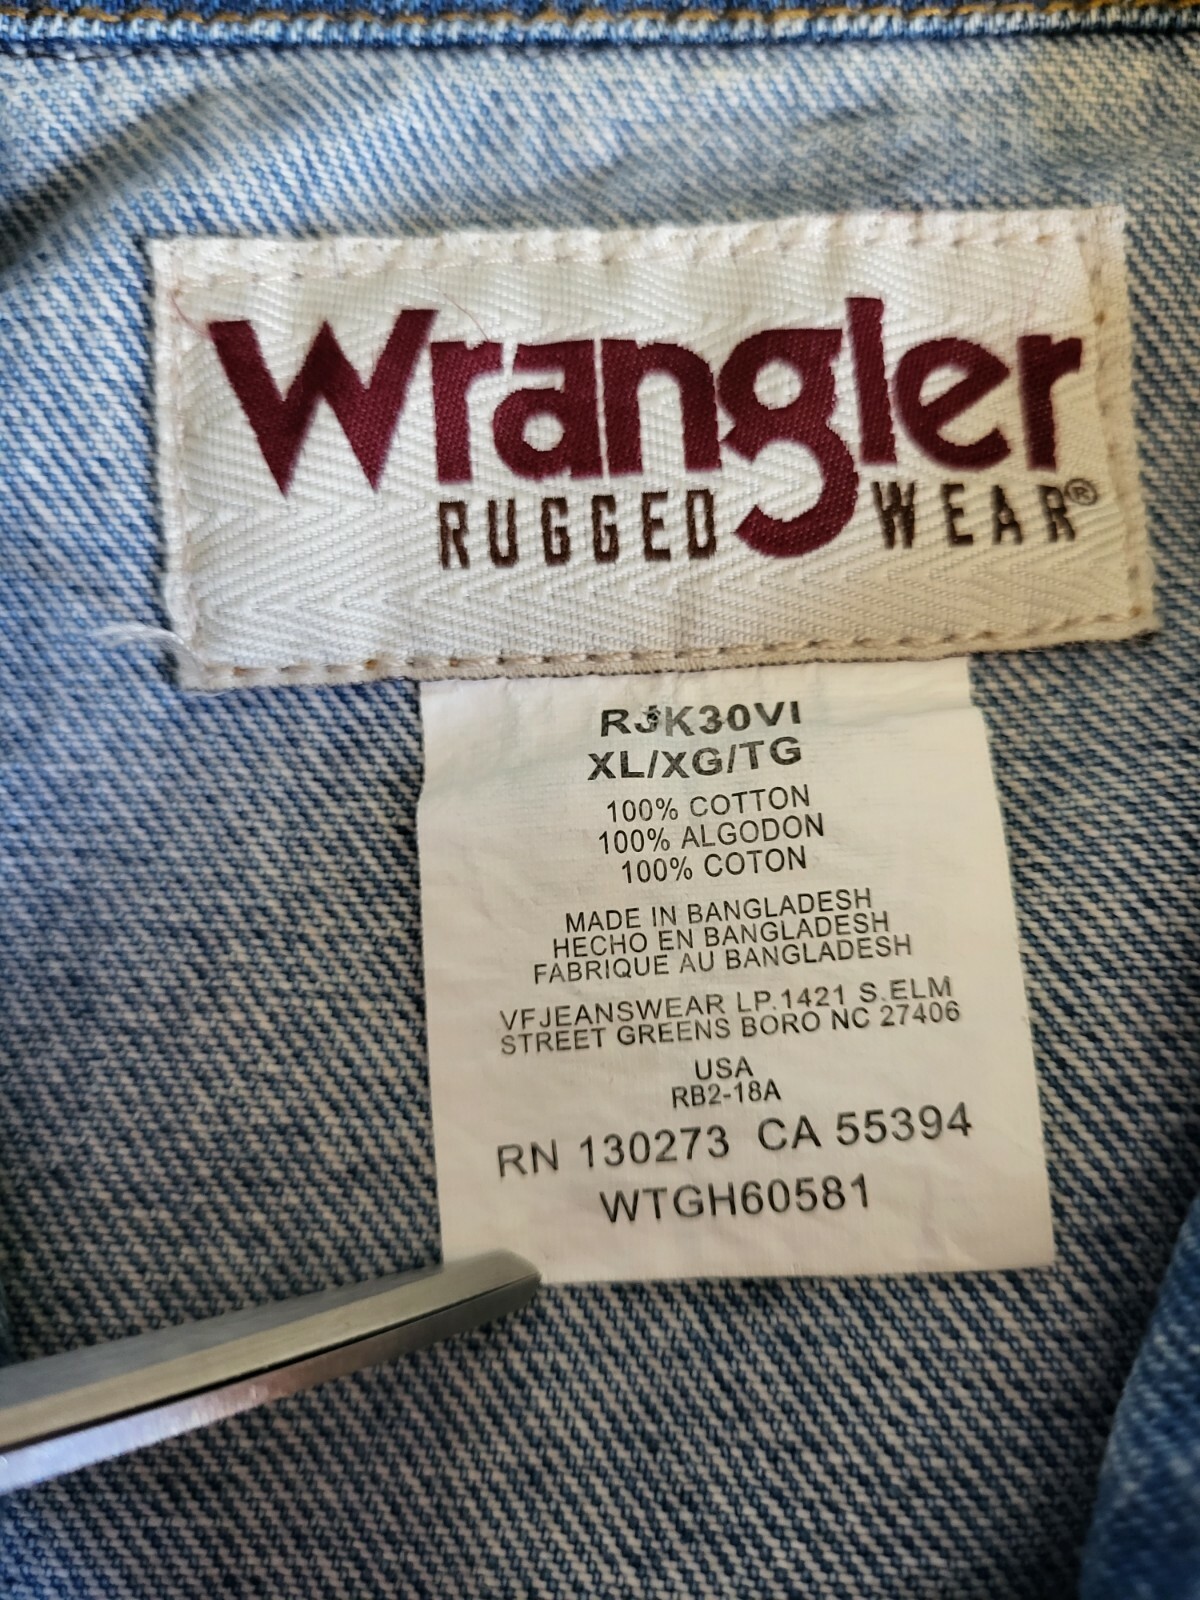 Wrangler
RUGGED WEAR®
RJK30VI
XL/XG/TG
100% COTTON
100% ALGODON
100% COTON
MADE IN BANGLADESH
HECHO EN BANGLADESH
FABRIQUE AU BANGLADESH
VFJEANSWEAR LP.1421 S.ELM
STREET GREENS BORO NC 27406
USA
RB2-18A
RN 130273 CA 55394
WTGH60581